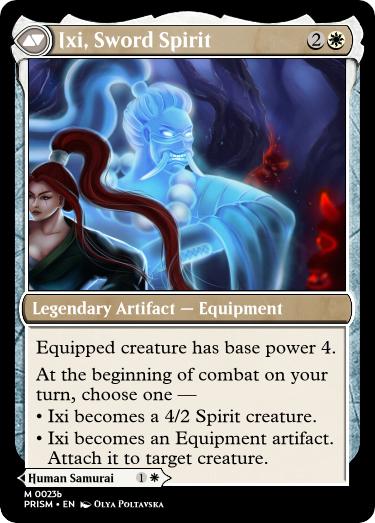 Ixi, Sword Spirit 2
Legendary Artifact — Equipment
Equipped creature has base power 4.
At the beginning of combat on your
turn, choose one —
• Ixi becomes a 4/2 Spirit creature.
• Ixi becomes an Equipment artifact.
Attach it to target creature.
Human Samurai 1
M 0023b
PRISM • EN Olya Poltavska